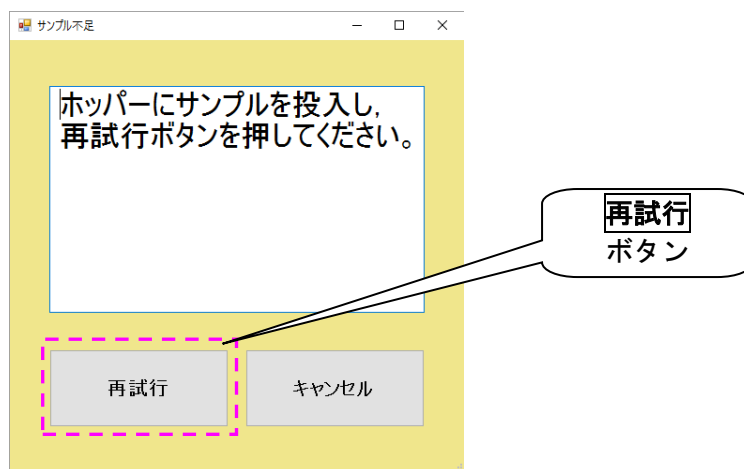 サンプル不足
ホッパーにサンプルを投入し,
再試行ボタンを押してください。
再試行
ボタン
再試行
キャンセル